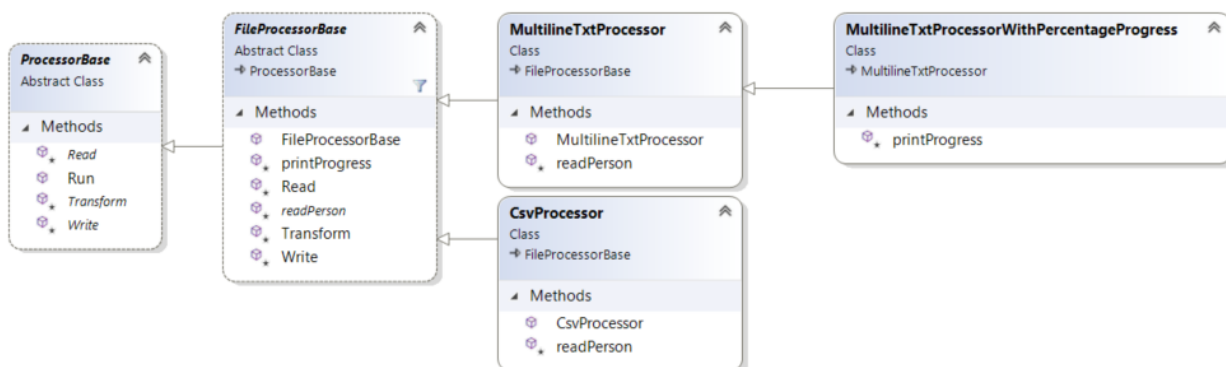 ProcessorBase
Abstract Class
Methods
Read
Run
Transform
Write
FileProcessorBase
Abstract Class
ProcessorBase
Methods
FileProcessorBase
printProgress
Read
readPerson
Transform
Write
MultilineTxtProcessor
Class
FileProcessorBase
Methods
MultilineTxtProcessor
readPerson
CsvProcessor
Class
FileProcessorBase
Methods
CsvProcessor
readPerson
MultilineTxtProcessorWithPercentageProgress
Class
MultilineTxtProcessor
Methods
printProgress